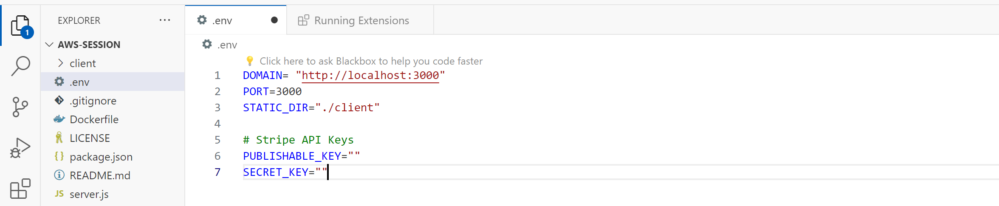 EXPLORER ···
1
AWS-SESSION
client
.env
.gitignore
Dockerfile
LICENSE
{} package.json
README.md
JS server.js
.env
Running Extensions
.env
Click here to ask Blackbox to help you code faster
1 DOMAIN= "http://localhost:3000"
2 PORT=3000
3 STATIC_DIR="./client"
4
5 # Stripe API Keys
6 PUBLISHABLE_KEY=""
7 SECRET_KEY=""